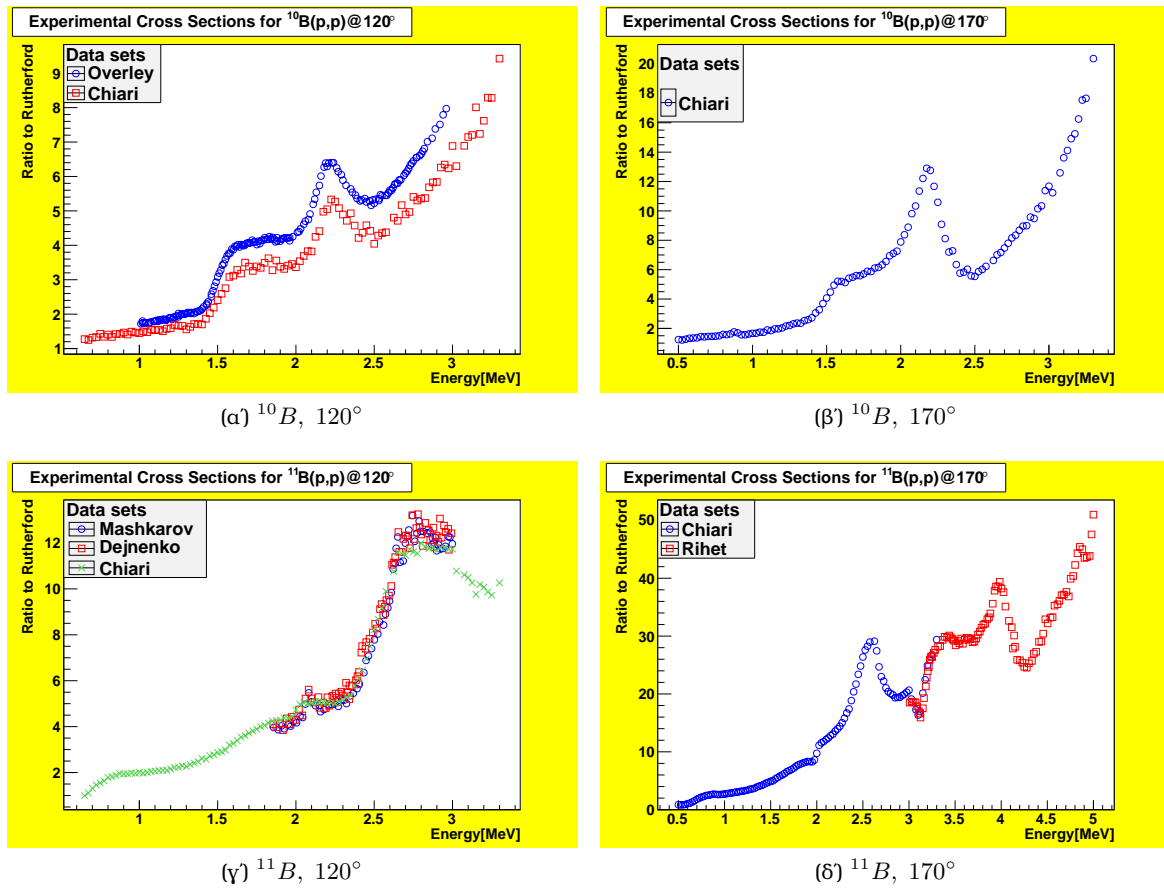 Experimental Cross Sections for ¹⁰B(p,p)@120°
Ratio to Rutherford
Data sets
Overley
Chiari
9
8
7
6
5
4
3
2
1
1 1.5 2 2.5 3
Energy[MeV]
(α') ¹⁰B, 120°
Experimental Cross Sections for ¹⁰B(p,p)@170°
Ratio to Rutherford
Data sets
Chiari
20
18
16
14
12
10
8
6
4
2
0.5 1 1.5 2 2.5 3
Energy[MeV]
(β') ¹⁰B, 170°
Experimental Cross Sections for ¹¹B(p,p)@120°
Ratio to Rutherford
Data sets
Mashkarov
Dejnenko
Chiari
12
10
8
6
4
2
1 1.5 2 2.5 3
Energy[MeV]
(γ') ¹¹B, 120°
Experimental Cross Sections for ¹¹B(p,p)@170°
Ratio to Rutherford
Data sets
Chiari
Rihet
50
40
30
20
10
0
0.5 1 1.5 2 2.5 3 3.5 4 4.5 5
Energy[MeV]
(δ') ¹¹B, 170°